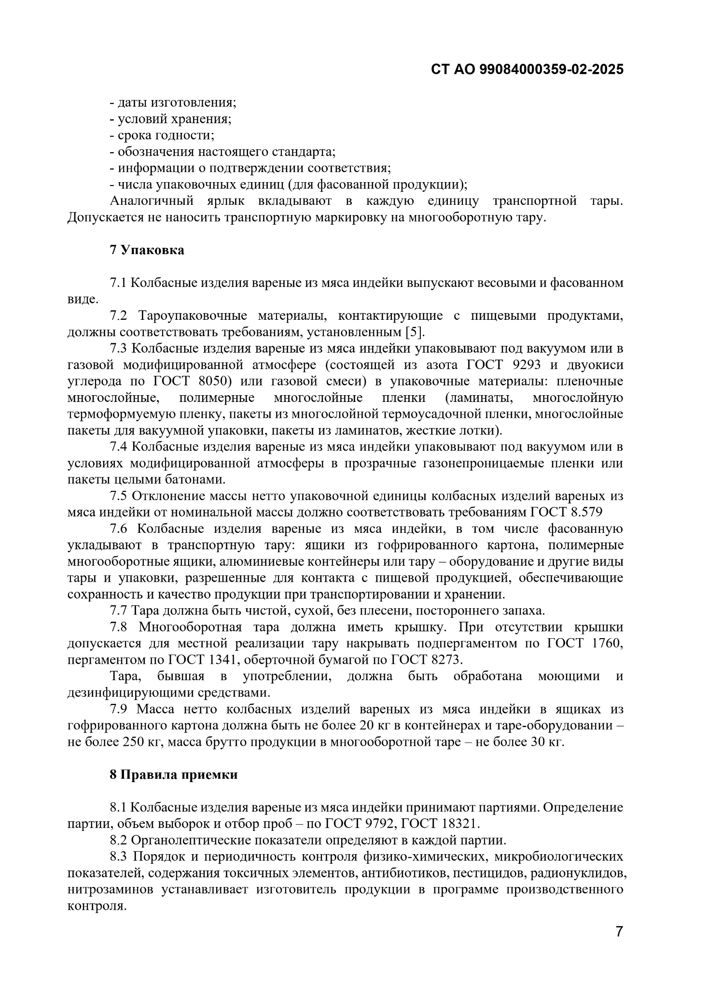 СТ АО 99084000359-02-2025
- даты изготовления;
- условий хранения;
- срока годности;
- обозначения настоящего стандарта;
- информации о подтверждении соответствия;
- числа упаковочных единиц (для фасованной продукции);
Аналогичный ярлык вкладывают в каждую единицу транспортной тары.
Допускается не наносить транспортную маркировку на многооборотную тару.
7 Упаковка
7.1 Колбасные изделия вареные из мяса индейки выпускают весовыми и фасованном
виде.
7.2 Тароупаковочные материалы, контактирующие с пищевыми продуктами,
должны соответствовать требованиям, установленным [5].
7.3 Колбасные изделия вареные из мяса индейки упаковывают под вакуумом или в
газовой модифицированной атмосфере (состоящей из азота ГОСТ 9293 и двуокиси
углерода по ГОСТ 8050) или газовой смеси) в упаковочные материалы: пленочные
многослойные, полимерные многослойные пленки (ламинаты, многослойную
термоформуемую пленку, пакеты из многослойной термоусадочной пленки, многослойные
пакеты для вакуумной упаковки, пакеты из ламинатов, жесткие лотки).
7.4 Колбасные изделия вареные из мяса индейки упаковывают под вакуумом или в
условиях модифицированной атмосферы в прозрачные газонепроницаемые пленки или
пакеты целыми батонами.
7.5 Отклонение массы нетто упаковочной единицы колбасных изделий вареных из
мяса индейки от номинальной массы должно соответствовать требованиям ГОСТ 8.579
7.6 Колбасные изделия вареные из мяса индейки, в том числе фасованную
укладывают в транспортную тару: ящики из гофрированного картона, полимерные
многооборотные ящики, алюминиевые контейнеры или тару – оборудование и другие виды
тары и упаковки, разрешенные для контакта с пищевой продукцией, обеспечивающие
сохранность и качество продукции при транспортировании и хранении.
7.7 Тара должна быть чистой, сухой, без плесени, постороннего запаха.
7.8 Многооборотная тара должна иметь крышку. При отсутствии крышки
допускается для местной реализации тару накрывать подпергаментом по ГОСТ 1760,
пергаментом по ГОСТ 1341, оберточной бумагой по ГОСТ 8273.
Тара, бывшая в употреблении, должна быть обработана моющими и
дезинфицирующими средствами.
7.9 Масса нетто колбасных изделий вареных из мяса индейки в ящиках из
гофрированного картона должна быть не более 20 кг в контейнерах и таре-оборудовании –
не более 250 кг, масса брутто продукции в многооборотной таре – не более 30 кг.
8 Правила приемки
8.1 Колбасные изделия вареные из мяса индейки принимают партиями. Определение
партии, объем выборок и отбор проб – по ГОСТ 9792, ГОСТ 18321.
8.2 Органолептические показатели определяют в каждой партии.
8.3 Порядок и периодичность контроля физико-химических, микробиологических
показателей, содержания токсичных элементов, антибиотиков, пестицидов, радионуклидов,
нитрозаминов устанавливает изготовитель продукции в программе производственного
контроля.
7